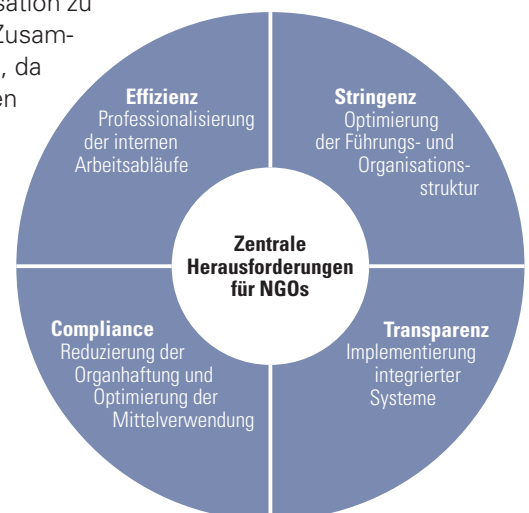 sation zu
Zusam-
, da
en
Effizienz
Professionalisierung
der internen
Arbeitsabläufe
Stringenz
Optimierung
der Führungs- und
Organisations-
struktur
Zentrale
Herausforderungen
für NGOs
Compliance
Reduzierung der
Organhaftung und
Optimierung der
Mittelverwendung
Transparenz
Implementierung
integrierter
Systeme